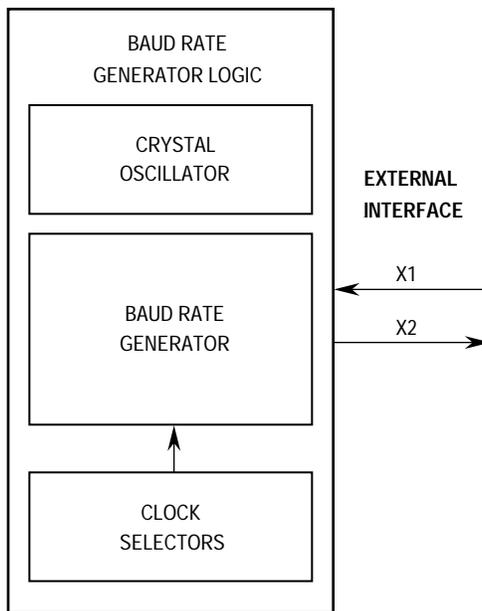 BAUD RATE
GENERATOR LOGIC
CRYSTAL
OSCILLATOR
EXTERNAL
INTERFACE
X1
BAUD RATE
GENERATOR
X2
CLOCK
SELECTORS